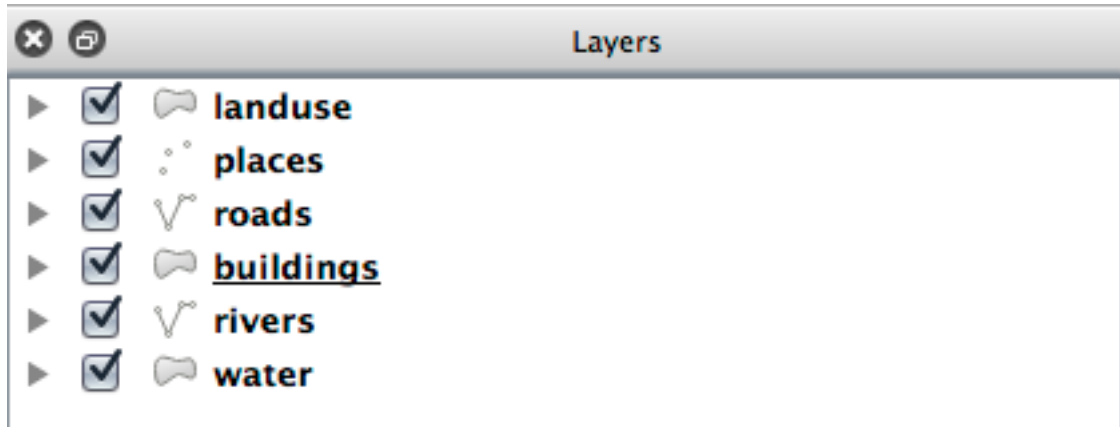 Layers
landuse
places
roads
buildings
rivers
water